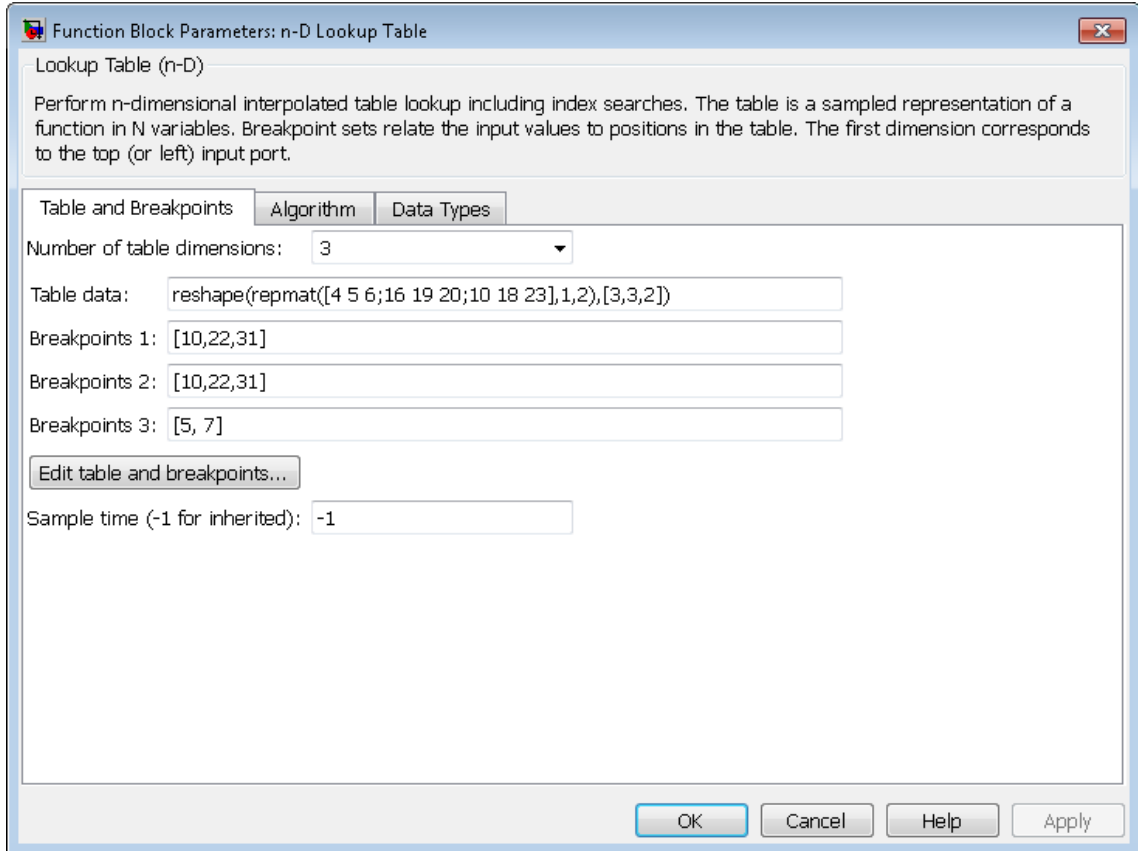 Function Block Parameters: n-D Lookup Table
Lookup Table (n-D)
Perform n-dimensional interpolated table lookup including index searches. The table is a sampled representation of a
function in N variables. Breakpoint sets relate the input values to positions in the table. The first dimension corresponds
to the top (or left) input port.
Table and Breakpoints Algorithm Data Types
Number of table dimensions: 3
Table data: reshape(repmat([4 5 6;16 19 20;10 18 23],1,2),[3,3,2])
Breakpoints 1: [10,22,31]
Breakpoints 2: [10,22,31]
Breakpoints 3: [5, 7]
Edit table and breakpoints...
Sample time (-1 for inherited): -1
OK Cancel Help Apply